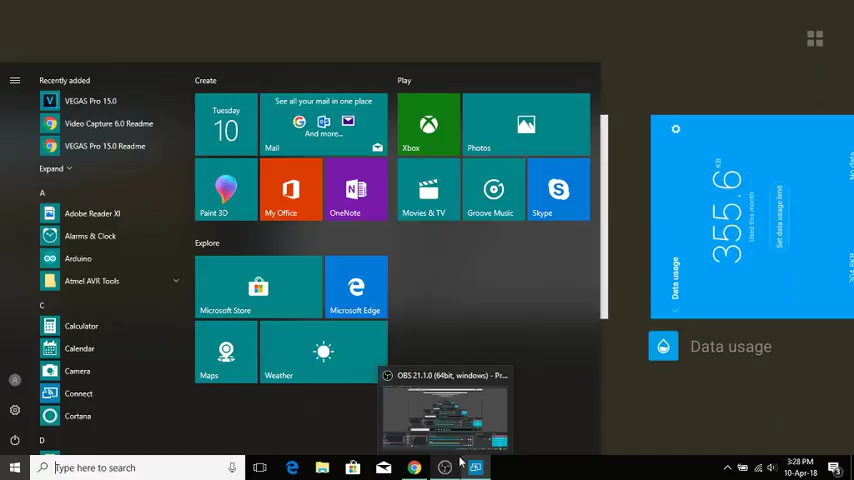 Recently added
VEGAS Pro 15.0
Video Capture 6.0 Readme
VEGAS Pro 15.0 Readme
Expand
A
Adobe Reader XI
Alarms & Clock
Arduino
Atmel AVR Tools
C
Calculator
Calendar
Camera
Connect
Cortana
D
Create
Tuesday
10
See all your mail in one place
And more...
Mail
Paint 3D
My Office
OneNote
Explore
Microsoft Store
Microsoft Edge
Maps
Weather
Play
Xbox
Photos
Movies & TV
Groove Music
Skype
Data usage
355.6 KB
Used this month
Set data usage limit
No da
304.8KB
Data usage
OBS 21.1.0 (64bit, windows) - Pr...
Type here to search
3:28 PM
10-Apr-18
3